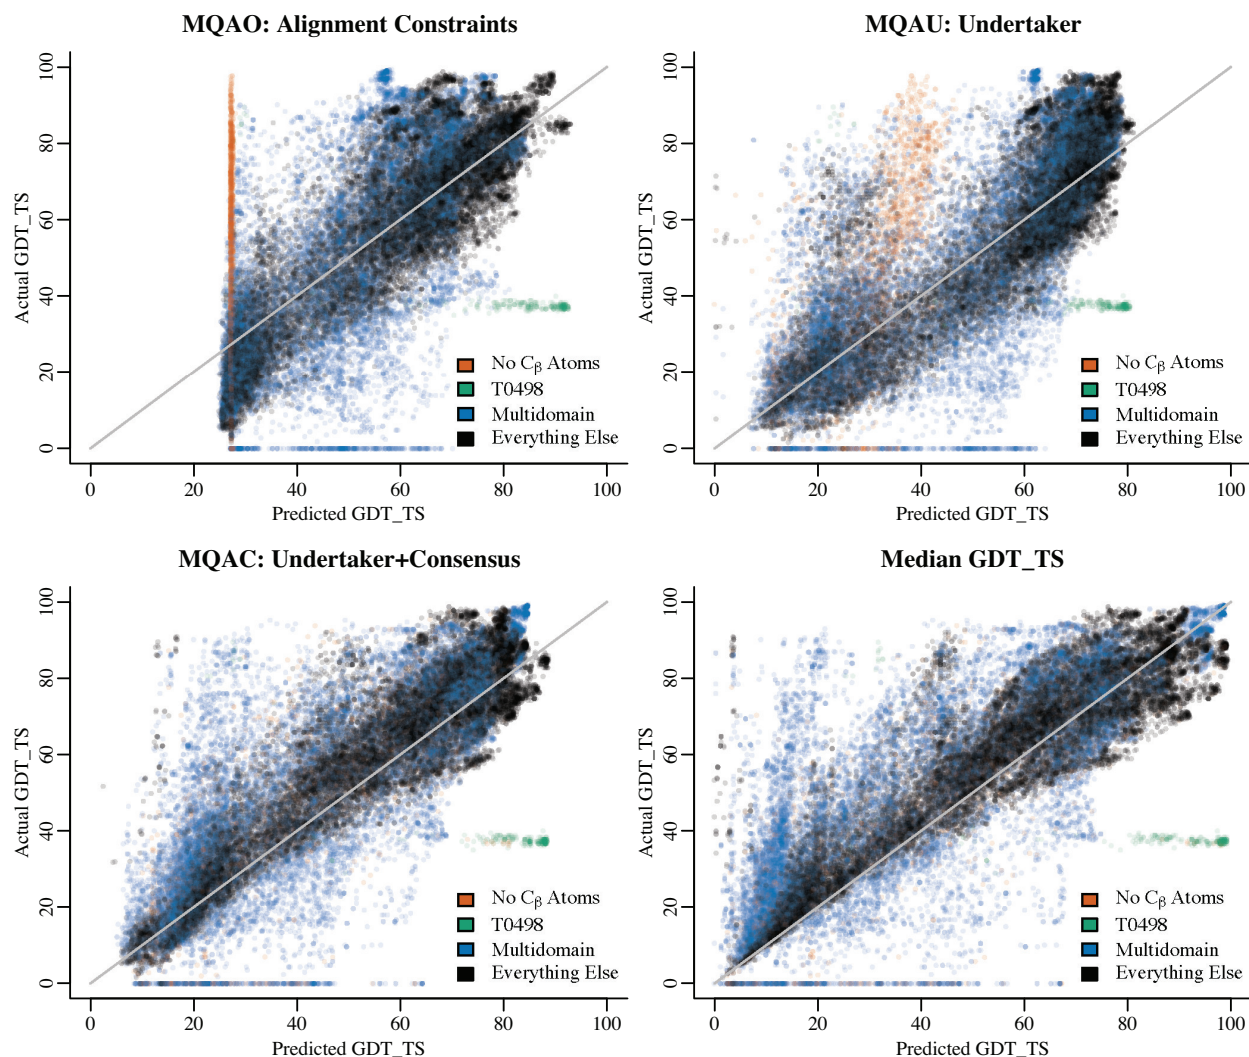 MQAO: Alignment Constraints
100
80
60
40
20
0
Actual GDT_TS
No Cβ Atoms
T0498
Multidomain
Everything Else
0 20 40 60 80 100
Predicted GDT_TS
MQAU: Undertaker
100
80
60
40
20
0
Actual GDT_TS
No Cβ Atoms
T0498
Multidomain
Everything Else
0 20 40 60 80 100
Predicted GDT_TS
MQAC: Undertaker+Consensus
100
80
60
40
20
0
Actual GDT_TS
No Cβ Atoms
T0498
Multidomain
Everything Else
0 20 40 60 80 100
Predicted GDT_TS
Median GDT_TS
100
80
60
40
20
0
Actual GDT_TS
No Cβ Atoms
T0498
Multidomain
Everything Else
0 20 40 60 80 100
Predicted GDT_TS